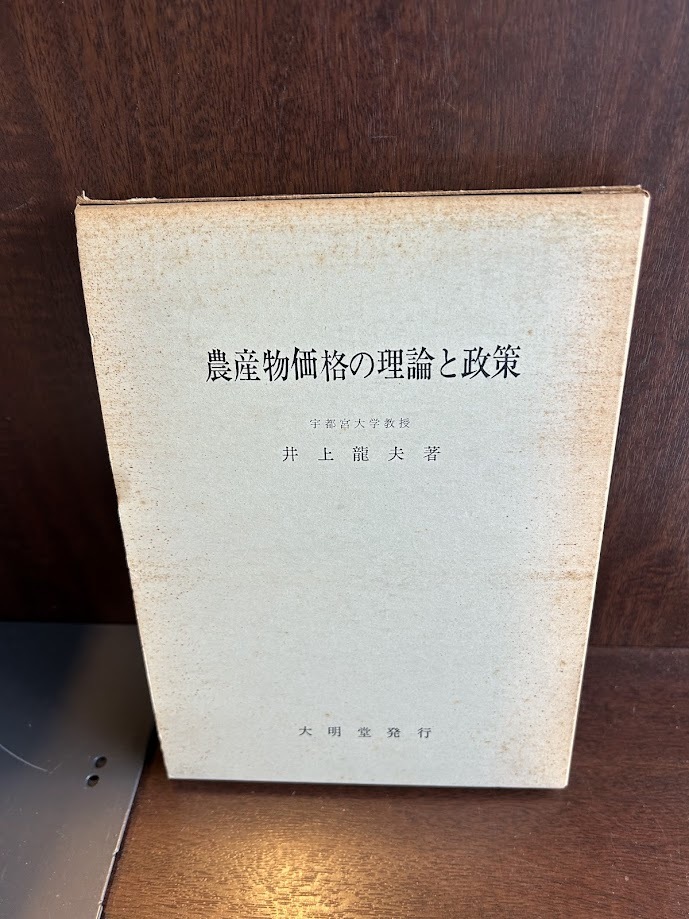 農産物価格の理論と政策
宇都宮大学教授
井上龍夫著
大明堂発行